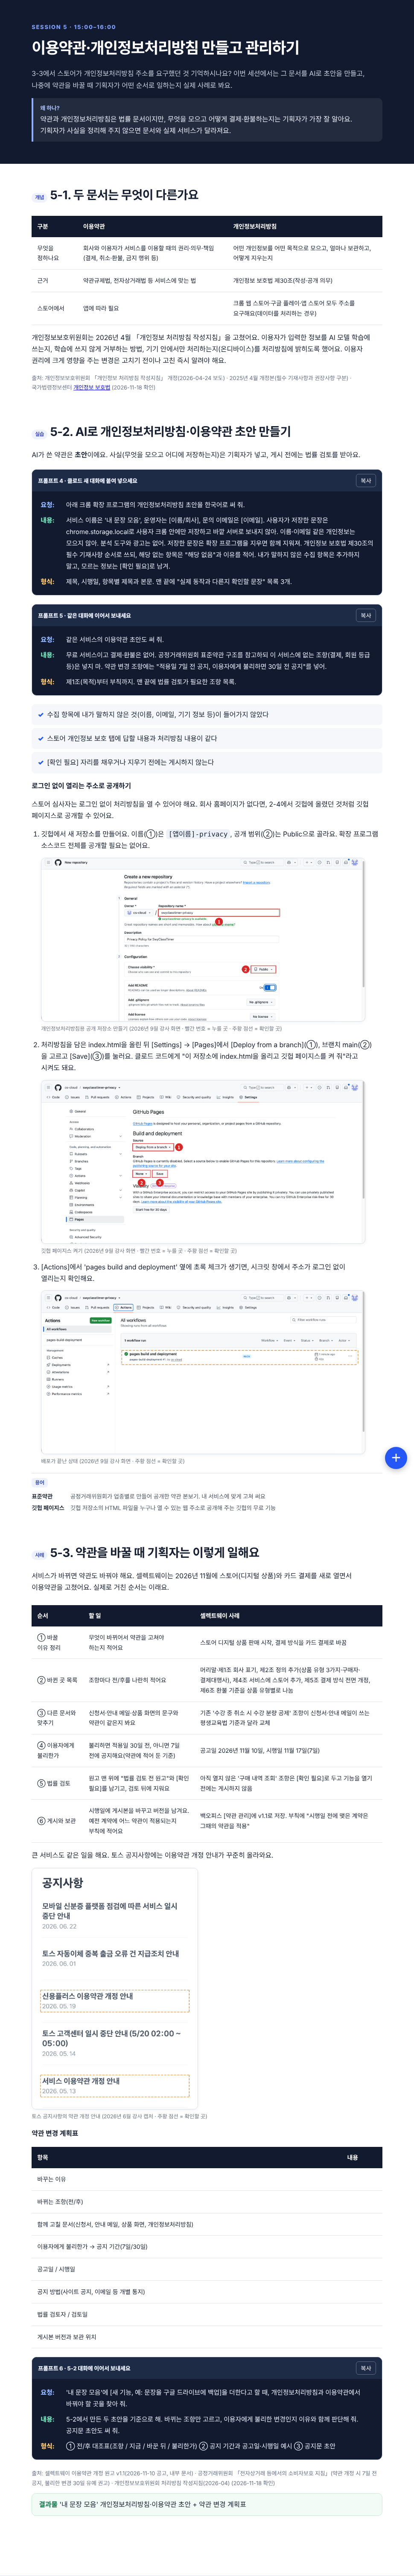 SESSION 5 · 15:00–16:00
이용약관·개인정보처리방침 만들고 관리하기
3-3에서 스토어가 개인정보처리방침 주소를 요구했던 것 기억하시나요? 이번 세션에서는 그 문서를 AI로 초안을 만들고,
나중에 약관을 바꿀 때 기획자가 어떤 순서로 일하는지 실제 사례로 봐요.
왜 하나?
약관과 개인정보처리방침은 법률 문서이지만, 무엇을 모으고 어떻게 결제·환불하는지는 기획자가 가장 잘 알아요.
기획자가 사실을 정리해 주지 않으면 문서와 실제 서비스가 달라져요.
개념 5-1. 두 문서는 무엇이 다른가요
구분 이용약관 개인정보처리방침
무엇을 정하나요 회사와 이용자가 서비스를 이용할 때의 권리·의무·책임(결제, 취소·환불, 금지 행위 등) 어떤 개인정보를 어떤 목적으로 모으고, 얼마나 보관하고, 어떻게 지우는지
근거 약관규제법, 전자상거래법 등 서비스에 맞는 법 개인정보 보호법 제30조(작성·공개 의무)
스토어에서 앱에 따라 필요 크롬 웹 스토어·구글 플레이·앱 스토어 모두 주소를 요구해요(데이터를 처리하는 경우)
개인정보보호위원회는 2026년 4월 「개인정보 처리방침 작성지침」을 고쳤어요. 이용자가 입력한 정보를 AI 모델 학습에
쓰는지, 학습에 쓰지 않게 거부하는 방법, 기기 안에서만 처리하는지(온디바이스)를 처리방침에 밝히도록 했어요. 이용자
권리에 크게 영향을 주는 변경은 고치기 전이나 고친 즉시 알려야 해요.
출처: 개인정보보호위원회 「개인정보 처리방침 작성지침」 개정(2026-04-24 보도) · 2025년 4월 개정본(필수 기재사항과 권장사항 구분) ·
국가법령정보센터 개인정보 보호법 (2026-11-18 확인)
실습 5-2. AI로 개인정보처리방침·이용약관 초안 만들기
AI가 쓴 약관은 초안이에요. 사실(무엇을 모으고 어디에 저장하는지)은 기획자가 넣고, 게시 전에는 법률 검토를 받아요.
프롬프트 4 · 클로드 새 대화에 붙여 넣으세요
복사
요청: 아래 크롬 확장 프로그램의 개인정보처리방침 초안을 한국어로 써 줘.
내용: 서비스 이름은 '내 문장 모음', 운영자는 [이름/회사], 문의 이메일은 [이메일]. 사용자가 저장한 문장은
chrome.storage.local로 사용자 크롬 안에만 저장하고 바깥 서버로 보내지 않아. 이름·이메일 같은 개인정보는
모으지 않아. 분석 도구와 광고는 없어. 저장한 문장은 확장 프로그램을 지우면 함께 지워져. 개인정보 보호법 제30조의
필수 기재사항 순서로 쓰되, 해당 없는 항목은 "해당 없음"과 이유를 적어. 내가 말하지 않은 수집 항목은 추가하지
말고, 모르는 정보는 [확인 필요]로 남겨.
형식: 제목, 시행일, 항목별 제목과 본문. 맨 끝에 "실제 동작과 다른지 확인할 문장" 목록 3개.
프롬프트 5 · 같은 대화에 이어서 보내세요
복사
요청: 같은 서비스의 이용약관 초안도 써 줘.
내용: 무료 서비스이고 결제·환불은 없어. 공정거래위원회 표준약관 구조를 참고하되 이 서비스에 없는 조항(결제, 회원 등급
등)은 넣지 마. 약관 변경 조항에는 "적용일 7일 전 공지, 이용자에게 불리하면 30일 전 공지"를 넣어.
형식: 제1조(목적)부터 부칙까지. 맨 끝에 법률 검토가 필요한 조항 목록.
✔ 수집 항목에 내가 말하지 않은 것(이름, 이메일, 기기 정보 등)이 들어가지 않았다
✔ 스토어 개인정보 보호 탭에 답할 내용과 처리방침 내용이 같다
✔ [확인 필요] 자리를 채우거나 지우기 전에는 게시하지 않는다
로그인 없이 열리는 주소로 공개하기
스토어 심사자는 로그인 없이 처리방침을 열 수 있어야 해요. 회사 홈페이지가 없다면, 2-4에서 깃헙에 올렸던 것처럼 깃헙
페이지스로 공개할 수 있어요.
1. 깃헙에서 새 저장소를 만들어요. 이름(①)은 [앱이름]-privacy, 공개 범위(②)는 Public으로 골라요. 확장 프로그램
소스코드 전체를 공개할 필요는 없어요.
New repository
Create a new repository
General
Owner
Repository name
Description
Configuration
Choose visibility
Public
Add README
Add .gitignore
No .gitignore
Add license
No license
개인정보처리방침용 공개 저장소 만들기 (2026년 9월 강사 화면 · 빨간 번호 = 누를 곳 · 주황 점선 = 확인할 곳)
2. 처리방침을 담은 index.html을 올린 뒤 [Settings] → [Pages]에서 [Deploy from a branch](①), 브랜치 main(②)
을 고르고 [Save](③)를 눌러요. 클로드 코드에게 "이 저장소에 index.html을 올리고 깃헙 페이지스를 켜 줘"라고
시켜도 돼요.
GitHub Pages
Build and deployment
Source
Deploy from a branch
Branch
None
Save
Visibility
Start free for 30 days
깃헙 페이지스 켜기 (2026년 9월 강사 화면 · 빨간 번호 = 누를 곳 · 주황 점선 = 확인할 곳)
3. [Actions]에서 'pages build and deployment' 옆에 초록 체크가 생기면, 시크릿 창에서 주소가 로그인 없이
열리는지 확인해요.
Actions
New workflow
All workflows
Showing runs from all workflows
pages-build-deployment
Management
1 workflow run
pages build and deployment
배포가 끝난 상태 (2026년 9월 강사 화면 · 빨간 번호 = 누를 곳 · 주황 점선 = 확인할 곳)
용어
표준약관 공정거래위원회가 업종별로 만들어 공개한 약관 본보기. 내 서비스에 맞게 고쳐 써요
깃헙 페이지스 깃헙 저장소의 HTML 파일을 누구나 열 수 있는 웹 주소로 공개해 주는 깃헙의 무료 기능
사례 5-3. 약관을 바꿀 때 기획자는 이렇게 일해요
서비스가 바뀌면 약관도 바꿔야 해요. 셀렉트웨이는 2026년 11월에 스토어(디지털 상품)와 카드 결제를 새로 열면서
이용약관을 고쳤어요. 실제로 거친 순서는 이래요.
순서 할 일 셀렉트웨이 사례
① 바꿀 이유 정리 무엇이 바뀌어서 약관을 고쳐야 하는지 적어요 스토어 디지털 상품 판매 시작, 결제 방식을 카드 결제로 바꿈
② 바뀐 곳 목록 조항마다 전/후를 나란히 적어요 머리말·제1조 회사 표기, 제2조 정의 추가(상품 유형 3가지·구매자·결제대행사), 제4조 서비스에 스토어 추가, 제5조 결제 방식 전면 개정, 제6조 환불 기준을 상품 유형별로 나눔
③ 다른 문서와 맞추기 신청서·안내 메일·상품 화면의 문구와 약관이 같은지 봐요 기존 '수강 중 취소 시 수강 분량 공제' 조항이 신청서·안내 메일이 쓰는 평생교육법 기준과 달라 교체
④ 이용자에게 불리한가 불리하면 적용일 30일 전, 아니면 7일 전에 공지해요(약관에 적어 둔 기준) 공고일 2026년 11월 10일, 시행일 11월 17일(7일)
⑤ 법률 검토 원고 맨 위에 "법률 검토 전 원고"와 [확인 필요]를 남기고, 검토 뒤에 지워요 아직 열지 않은 '구매 내역 조회' 조항은 [확인 필요]로 두고 기능을 열기 전에는 게시하지 않음
⑥ 게시와 보관 시행일에 게시본을 바꾸고 버전을 남겨요. 예전 계약에 어느 약관이 적용되는지 부칙에 적어요 백오피스 [약관 관리]에 v1.1로 저장. 부칙에 "시행일 전에 맺은 계약은 그때의 약관을 적용"
큰 서비스도 같은 일을 해요. 토스 공지사항에는 이용약관 개정 안내가 꾸준히 올라와요.
공지사항
모바일 신분증 플랫폼 점검에 따른 서비스 일시
중단 안내
2026. 06. 22
토스 자동이체 중복 출금 오류 건 지급조치 안내
2026. 06. 01
신용플러스 이용약관 개정 안내
2026. 05. 19
토스 고객센터 일시 중단 안내 (5/20 02:00 ~
05:00)
2026. 05. 14
서비스 이용약관 개정 안내
2026. 05. 13
토스 공지사항의 약관 개정 안내 (2026년 6월 강사 캡처 · 주황 점선 = 확인할 곳)
약관 변경 계획표
항목 내용
바꾸는 이유
바뀌는 조항(전/후)
함께 고칠 문서(신청서, 안내 메일, 상품 화면, 개인정보처리방침)
이용자에게 불리한가 → 공지 기간(7일/30일)
공고일 / 시행일
공지 방법(사이트 공지, 이메일 등 개별 통지)
법률 검토자 / 검토일
게시본 버전과 보관 위치
프롬프트 6 · 5-2 대화에 이어서 보내세요
복사
요청: '내 문장 모음'에 [새 기능, 예: 문장을 구글 드라이브에 백업]을 더한다고 할 때, 개인정보처리방침과 이용약관에서
바꿔야 할 곳을 찾아 줘.
내용: 5-2에서 만든 두 초안을 기준으로 해. 바뀌는 조항만 고르고, 이용자에게 불리한 변경인지 이유와 함께 판단해 줘.
공지문 초안도 써 줘.
형식: ① 전/후 대조표(조항 / 지금 / 바꾼 뒤 / 불리한가) ② 공지 기간과 공고일·시행일 예시 ③ 공지문 초안
출처: 셀렉트웨이 이용약관 개정 원고 v1.1(2026-11-10 공고, 내부 문서) · 공정거래위원회 「전자상거래 등에서의 소비자보호 지침」(약관 개정 시 7일 전
공지, 불리한 변경 30일 유예 권고) · 개인정보보호위원회 처리방침 작성지침(2026-04) (2026-11-18 확인)
결과물 '내 문장 모음' 개인정보처리방침·이용약관 초안 + 약관 변경 계획표